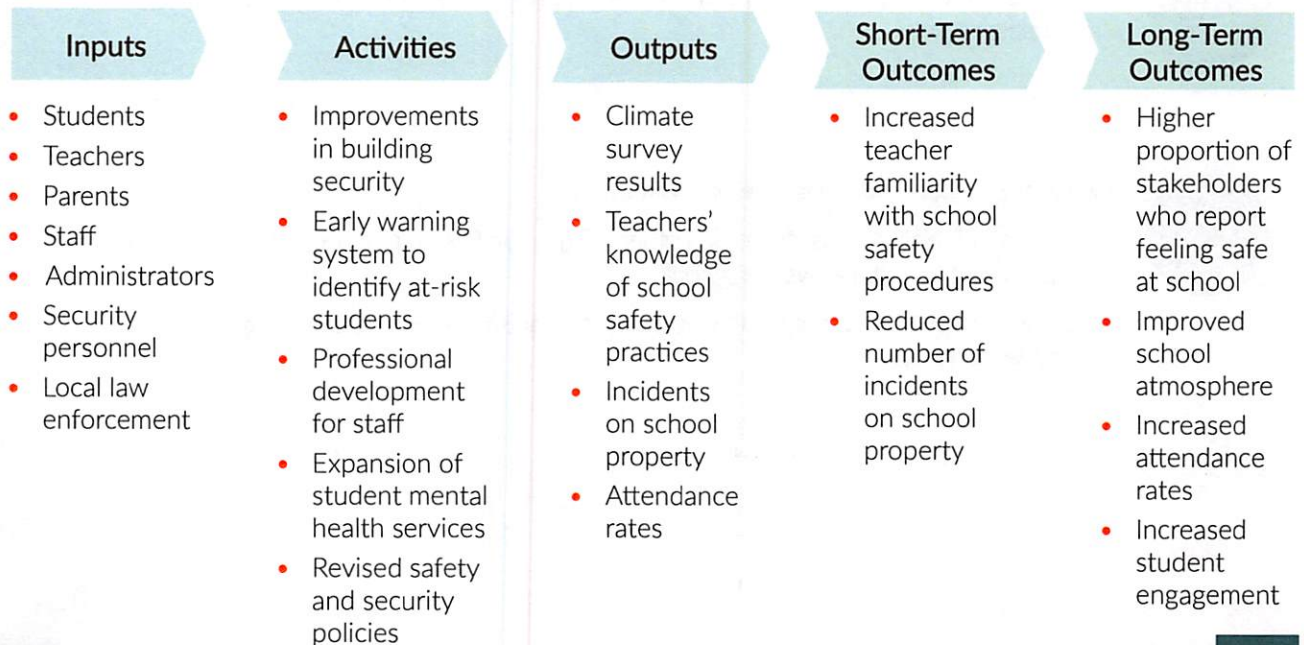 Inputs
Students
Teachers
Parents
Staff
Administrators
Security
personnel
Local law
enforcement
Activities
Improvements
in building
security
Early warning
system to
identify at-risk
students
Professional
development
for staff
Expansion of
student mental
health services
Revised safety
and security
policies
Outputs
Climate
survey
results
Teachers'
knowledge
of school
safety
practices
Incidents
on school
property
Attendance
rates
Short-Term
Outcomes
Increased
teacher
familiarity
with school
safety
procedures
Reduced
number of
incidents
on school
property
Long-Term
Outcomes
Higher
proportion of
stakeholders
who report
feeling safe
at school
Improved
school
atmosphere
Increased
attendance
rates
Increased
student
engagement